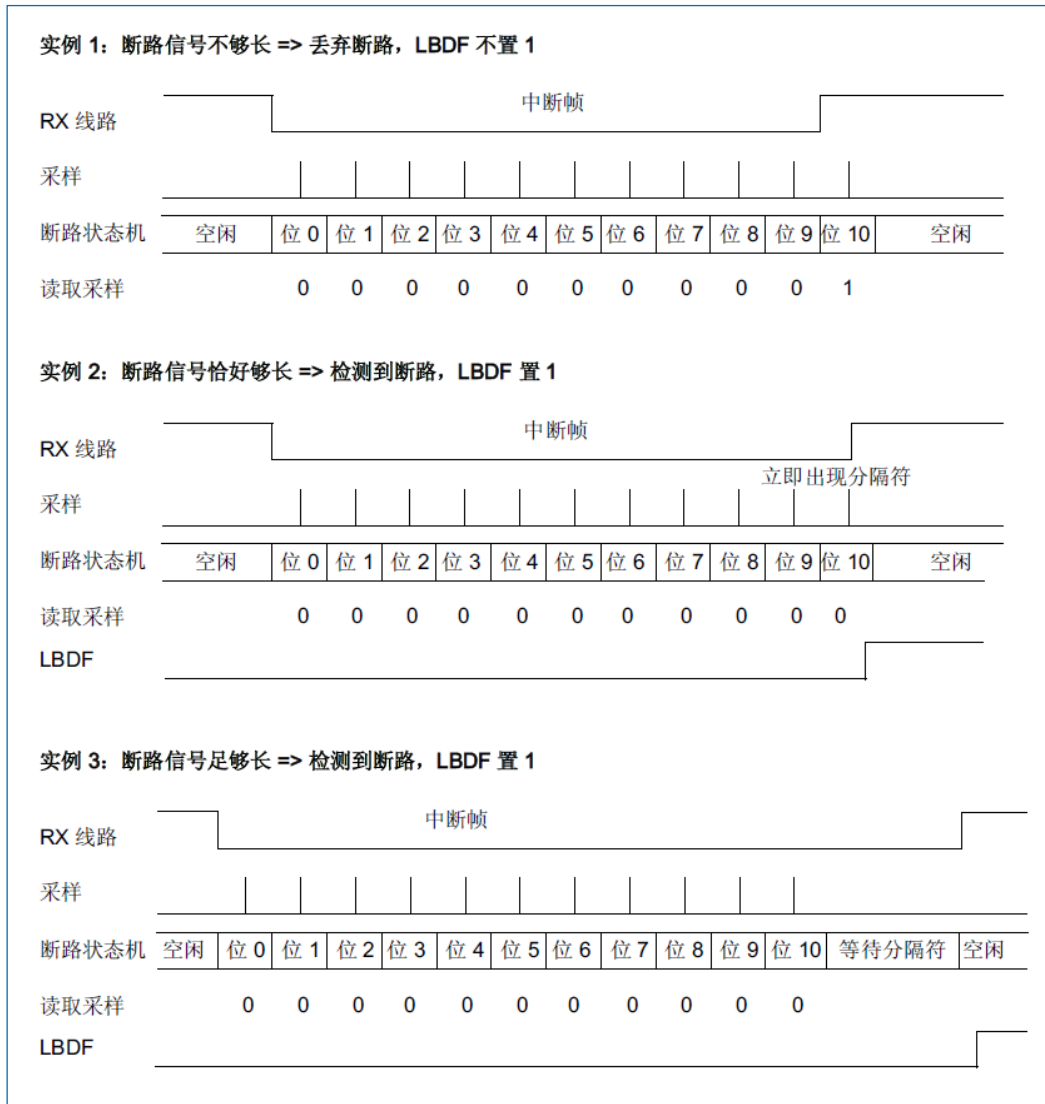 实例 1：断路信号不够长 => 丢弃断路，LBDF 不置 1
中断帧
RX 线路
采样
断路状态机 空闲 位 0 位 1 位 2 位 3 位 4 位 5 位 6 位 7 位 8 位 9 位 10 空闲
读取采样 0 0 0 0 0 0 0 0 0 0 1
实例 2：断路信号恰好够长 => 检测到断路，LBDF 置 1
中断帧
RX 线路
立即出现分隔符
采样
断路状态机 空闲 位 0 位 1 位 2 位 3 位 4 位 5 位 6 位 7 位 8 位 9 位 10 空闲
读取采样 0 0 0 0 0 0 0 0 0 0 0
LBDF
实例 3：断路信号足够长 => 检测到断路，LBDF 置 1
中断帧
RX 线路
采样
断路状态机 空闲 位 0 位 1 位 2 位 3 位 4 位 5 位 6 位 7 位 8 位 9 位 10 等待分隔符 空闲
读取采样 0 0 0 0 0 0 0 0 0 0 0
LBDF